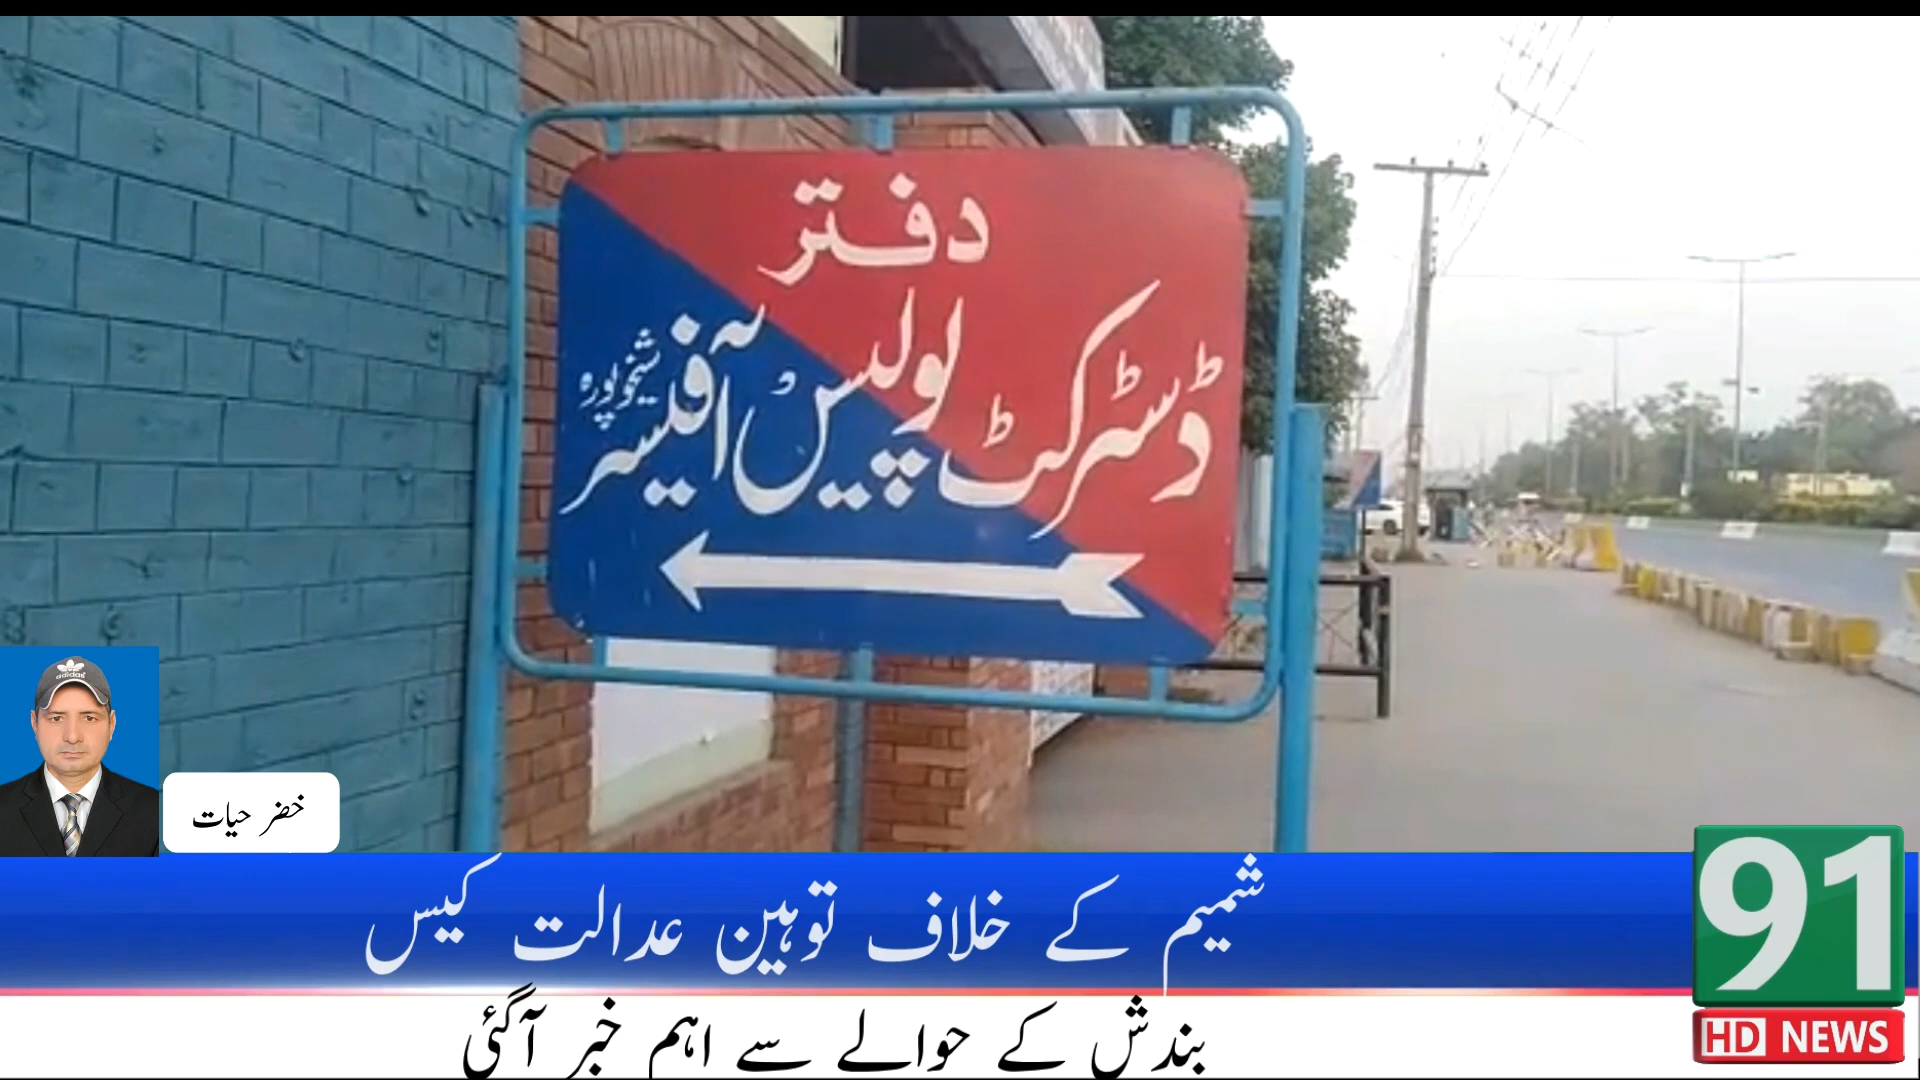 دفتر
ڈسٹرکٹ پولیس آفیسر شیخوپورہ
adidas
خضر حیات
شمیم کے خلاف توہین عدالت کیس
بندش کے حوالے سے اہم خبر آگئی
91
HD NEWS